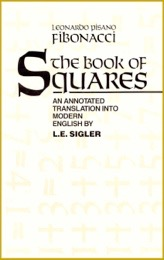 LEONARDO PISANO
FIBONACCI
THE BOOK OF
SQUARES
AN ANNOTATED
TRANSLATION INTO
MODERN
ENGLISH BY
L.E. SIGLER